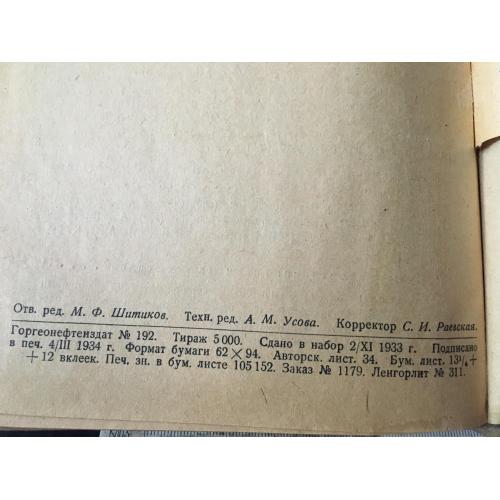 Отв. ред. М. Ф. Шитиков. Техн. ред. А. М. Усова. Корректор С. И. Раевская.
Горгеонефтеиздат № 192. Тираж 5 000. Сдано в набор 2/XI 1933 г. Подписано
в печ. 4/III 1934 г. Формат бумаги 62 × 94. Авторск. лист. 34. Бум. лист. 13¾ +
+ 12 вклеек. Печ. зн. в бум. листе 105 152. Заказ № 1179. Ленгорлит № 311.